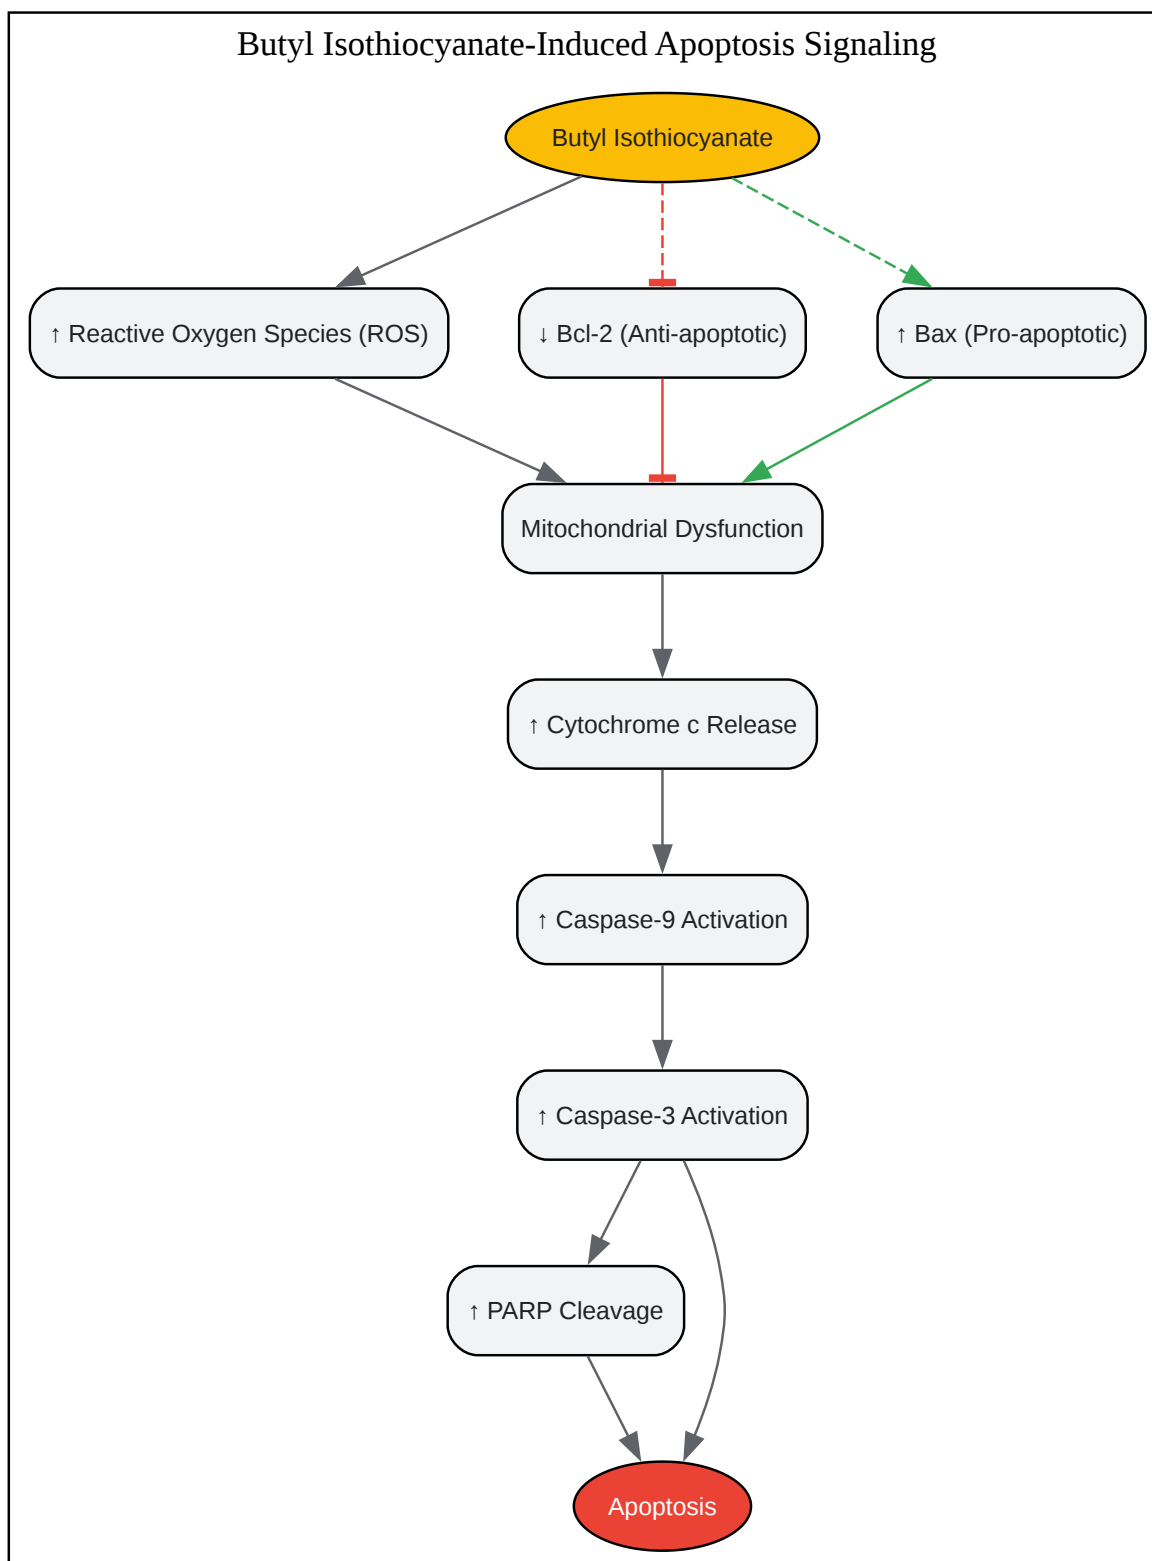 Butyl Isothiocyanate-Induced Apoptosis Signaling
Butyl Isothiocyanate
↑ Reactive Oxygen Species (ROS)
↓ Bcl-2 (Anti-apoptotic)
↑ Bax (Pro-apoptotic)
Mitochondrial Dysfunction
↑ Cytochrome c Release
↑ Caspase-9 Activation
↑ Caspase-3 Activation
↑ PARP Cleavage
Apoptosis